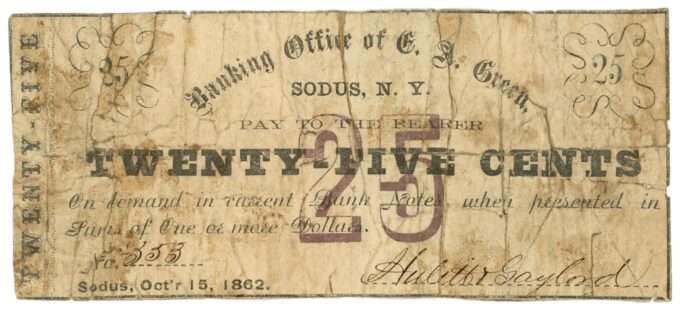 TWENTY-FIVE
25
Banking Office of E. A. Green,
25
SODUS, N. Y.
PAY TO THE BEARER
TWENTY-FIVE CENTS
25
On demand in current Bank Notes, when presented in
Sums of One or more Dollars.
No. 353
Sodus, Oct'r 15, 1862.
Hulett & Gaylord